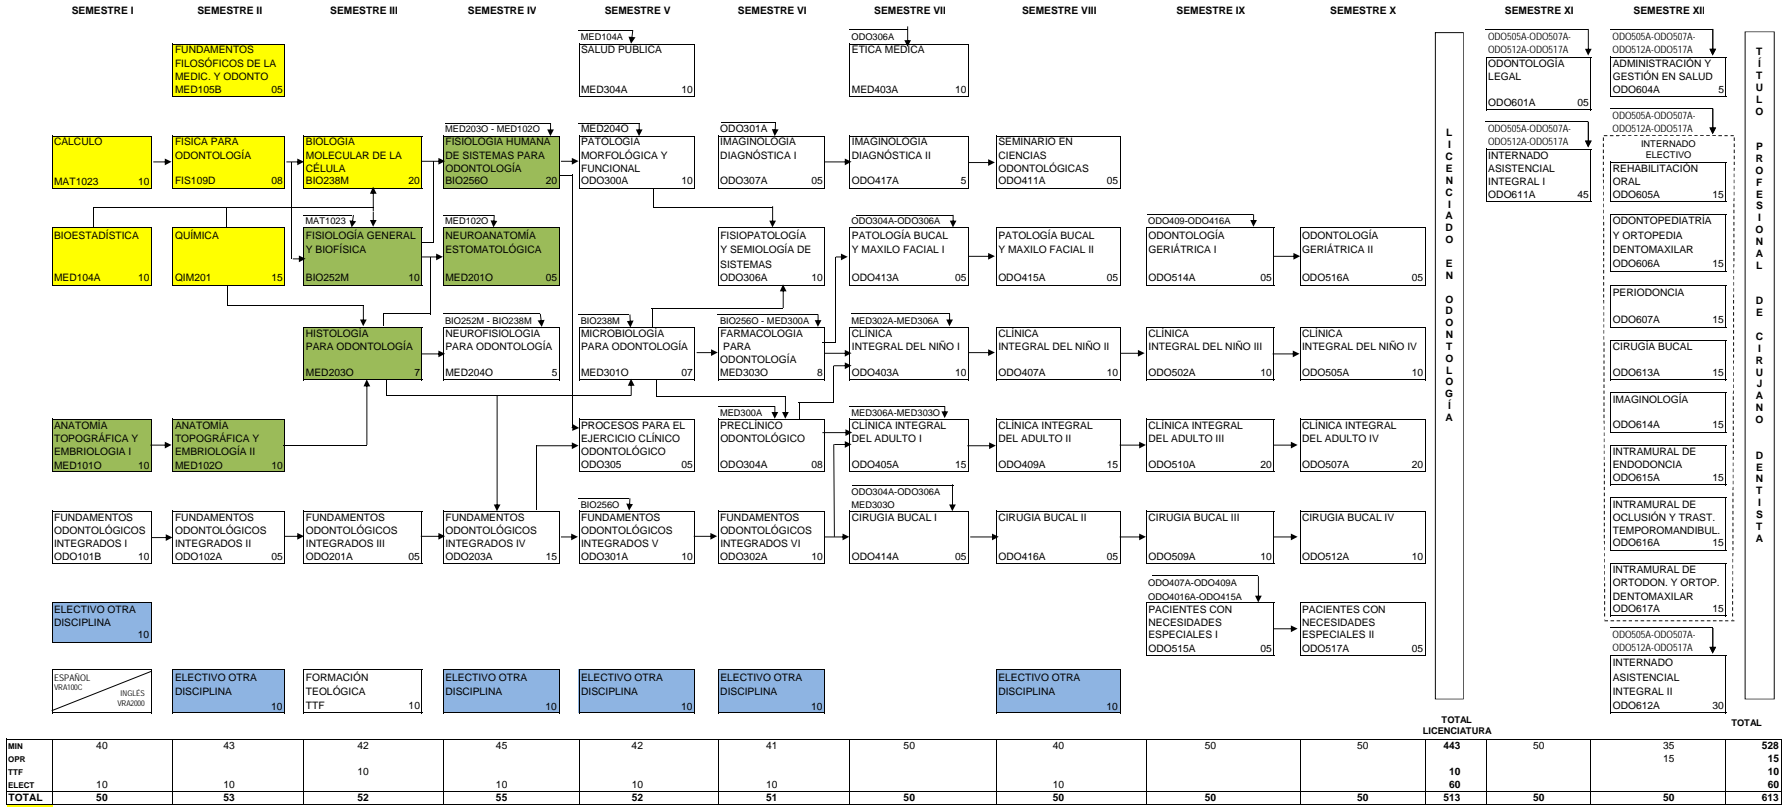 SEMESTRE I
SEMESTRE II
SEMESTRE III
SEMESTRE IV
SEMESTRE V
SEMESTRE VI
SEMESTRE VII
SEMESTRE VIII
SEMESTRE IX
SEMESTRE X
SEMESTRE XI
SEMESTRE XII
CALCULO
MAT1023 10
BIOESTADÍSTICA
MED104A 10
ANATOMÍA
TOPOGRÁFICA Y
EMBRIOLOGIA I
MED101O 10
FUNDAMENTOS
ODONTOLÓGICOS
INTEGRADOS I
ODO101B 10
ELECTIVO OTRA
DISCIPLINA
10
ESPAÑOL
VRA100C
INGLÉS
VRA2000
FUNDAMENTOS
FILOSÓFICOS DE LA
MEDIC. Y ODONTO
MED105B 05
FISICA PARA
ODONTOLOGÍA
FIS109D 08
QUÍMICA
QIM201 15
ANATOMÍA
TOPOGRÁFICA Y
EMBRIOLOGÍA II
MED102O 10
FUNDAMENTOS
ODONTOLÓGICOS
INTEGRADOS II
ODO102A 05
ELECTIVO OTRA
DISCIPLINA
10
BIOLOGIA
MOLECULAR DE LA
CÉLULA
BIO238M 20
MAT1023
FISIOLOGÍA GENERAL
Y BIOFÍSICA
BIO252M 10
HISTOLOGÍA
PARA ODONTOLOGÍA
MED203O 7
FUNDAMENTOS
ODONTOLÓGICOS
INTEGRADOS III
ODO201A 05
FORMACIÓN
TEOLÓGICA
TTF 10
MED203O - MED102O
FISIOLOGIA HUMANA
DE SISTEMAS PARA
ODONTOLOGÍA
BIO256O 20
MED102O
NEUROANATOMÍA
ESTOMATOLÓGICA
MED201O 05
BIO252M - BIO238M
NEUROFISIOLOGIA
PARA ODONTOLOGÍA
MED204O 5
FUNDAMENTOS
ODONTOLÓGICOS
INTEGRADOS IV
ODO203A 15
ELECTIVO OTRA
DISCIPLINA
10
MED104A
SALUD PUBLICA
MED304A 10
MED204O
PATOLOGÍA
MORFOLÓGICA Y
FUNCIONAL
ODO300A 10
BIO238M
MICROBIOLOGÍA
PARA ODONTOLOGÍA
MED301O 07
PROCESOS PARA EL
EJERCICIO CLÍNICO
ODONTOLÓGICO
ODO305 05
BIO256O
FUNDAMENTOS
ODONTOLÓGICOS
INTEGRADOS V
ODO301A 10
ELECTIVO OTRA
DISCIPLINA
10
ODO301A
IMAGINOLOGIA
DIAGNÓSTICA I
ODO307A 05
FISIOPATOLOGÍA
Y SEMIOLOGÍA DE
SISTEMAS
ODO306A 10
BIO256O - MED300A
FARMACOLOGIA
PARA
ODONTOLOGÍA
MED303O 8
MED300A
PRECLÍNICO
ODONTOLÓGICO
ODO304A 08
FUNDAMENTOS
ODONTOLÓGICOS
INTEGRADOS VI
ODO302A 10
ELECTIVO OTRA
DISCIPLINA
10
ODO306A
ETICA MEDICA
MED403A 10
IMAGINOLOGIA
DIAGNÓSTICA II
ODO417A 5
ODO304A-ODO306A
PATOLOGÍA BUCAL
Y MAXILO FACIAL I
ODO413A 05
MED302A-MED306A
CLÍNICA
INTEGRAL DEL NIÑO I
ODO403A 10
MED306A-MED303O
CLÍNICA INTEGRAL
DEL ADULTO I
ODO405A 15
ODO304A-ODO306A
MED303O
CIRUGIA BUCAL I
ODO414A 05
SEMINARIO EN
CIENCIAS
ODONTOLÓGICAS
ODO411A 05
PATOLOGÍA BUCAL
Y MAXILO FACIAL II
ODO415A 05
CLÍNICA
INTEGRAL DEL NIÑO II
ODO407A 10
CLÍNICA INTEGRAL
DEL ADULTO II
ODO409A 15
CIRUGIA BUCAL II
ODO416A 05
ELECTIVO OTRA
DISCIPLINA
10
ODO409-ODO416A
ODONTOLOGÍA
GERIÁTRICA I
ODO514A 05
CLÍNICA
INTEGRAL DEL NIÑO III
ODO502A 10
CLÍNICA INTEGRAL
DEL ADULTO III
ODO510A 20
CIRUGIA BUCAL III
ODO509A 10
ODO407A-ODO409A
ODO4016A-ODO415A
PACIENTES CON
NECESIDADES
ESPECIALES I
ODO515A 05
ODONTOLOGÍA
GERIÁTRICA II
ODO516A 05
CLÍNICA
INTEGRAL DEL NIÑO IV
ODO505A 10
CLÍNICA INTEGRAL
DEL ADULTO IV
ODO507A 20
CIRUGIA BUCAL IV
ODO512A 10
PACIENTES CON
NECESIDADES
ESPECIALES II
ODO517A 05
LICENCIADO EN ODONTOLOGÍA
ODO505A-ODO507A-
ODO512A-ODO517A
ODONTOLOGÍA
LEGAL
ODO601A 05
ODO505A-ODO507A-
ODO512A-ODO517A
INTERNADO
ASISTENCIAL
INTEGRAL I
ODO611A 45
ODO505A-ODO507A-
ODO512A-ODO517A
ADMINISTRACIÓN Y
GESTIÓN EN SALUD
ODO604A 5
ODO505A-ODO507A-
ODO512A-ODO517A
INTERNADO
ELECTIVO
REHABILITACIÓN
ORAL
ODO605A 15
ODONTOPEDIATRÍA
Y ORTOPEDIA
DENTOMAXILAR
ODO606A 15
PERIODONCIA
ODO607A 15
CIRUGÍA BUCAL
ODO613A 15
IMAGINOLOGÍA
ODO614A 15
INTRAMURAL DE
ENDODONCIA
ODO615A 15
INTRAMURAL DE
OCLUSIÓN Y TRAST.
TEMPOROMANDIBUL.
ODO616A 15
INTRAMURAL DE
ORTODON. Y ORTOP.
DENTOMAXILAR
ODO617A 15
ODO505A-ODO507A-
ODO512A-ODO517A
INTERNADO
ASISTENCIAL
INTEGRAL II
ODO612A 30
TÍTULO PROFESIONAL DE CIRUJANO DENTISTA
TOTAL
LICENCIATURA
TOTAL
MIN 40 43 42 45 42 41 50 40 50 50 443 50 35 528
OPR 15 15
TTF 10 10 10
ELECT 10 10 10 10 10 10 60 60
TOTAL 50 53 52 55 52 51 50 50 50 50 513 50 50 613